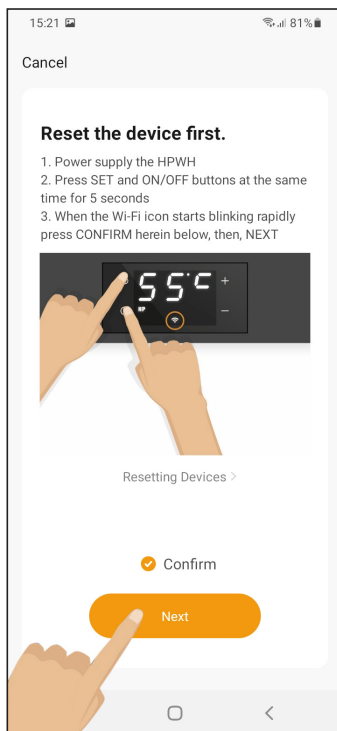 15:21 81%
Cancel
Reset the device first.
1. Power supply the HPWH
2. Press SET and ON/OFF buttons at the same
time for 5 seconds
3. When the Wi-Fi icon starts blinking rapidly
press CONFIRM herein below, then, NEXT
55°C +
HP −
Resetting Devices >
Confirm
Next